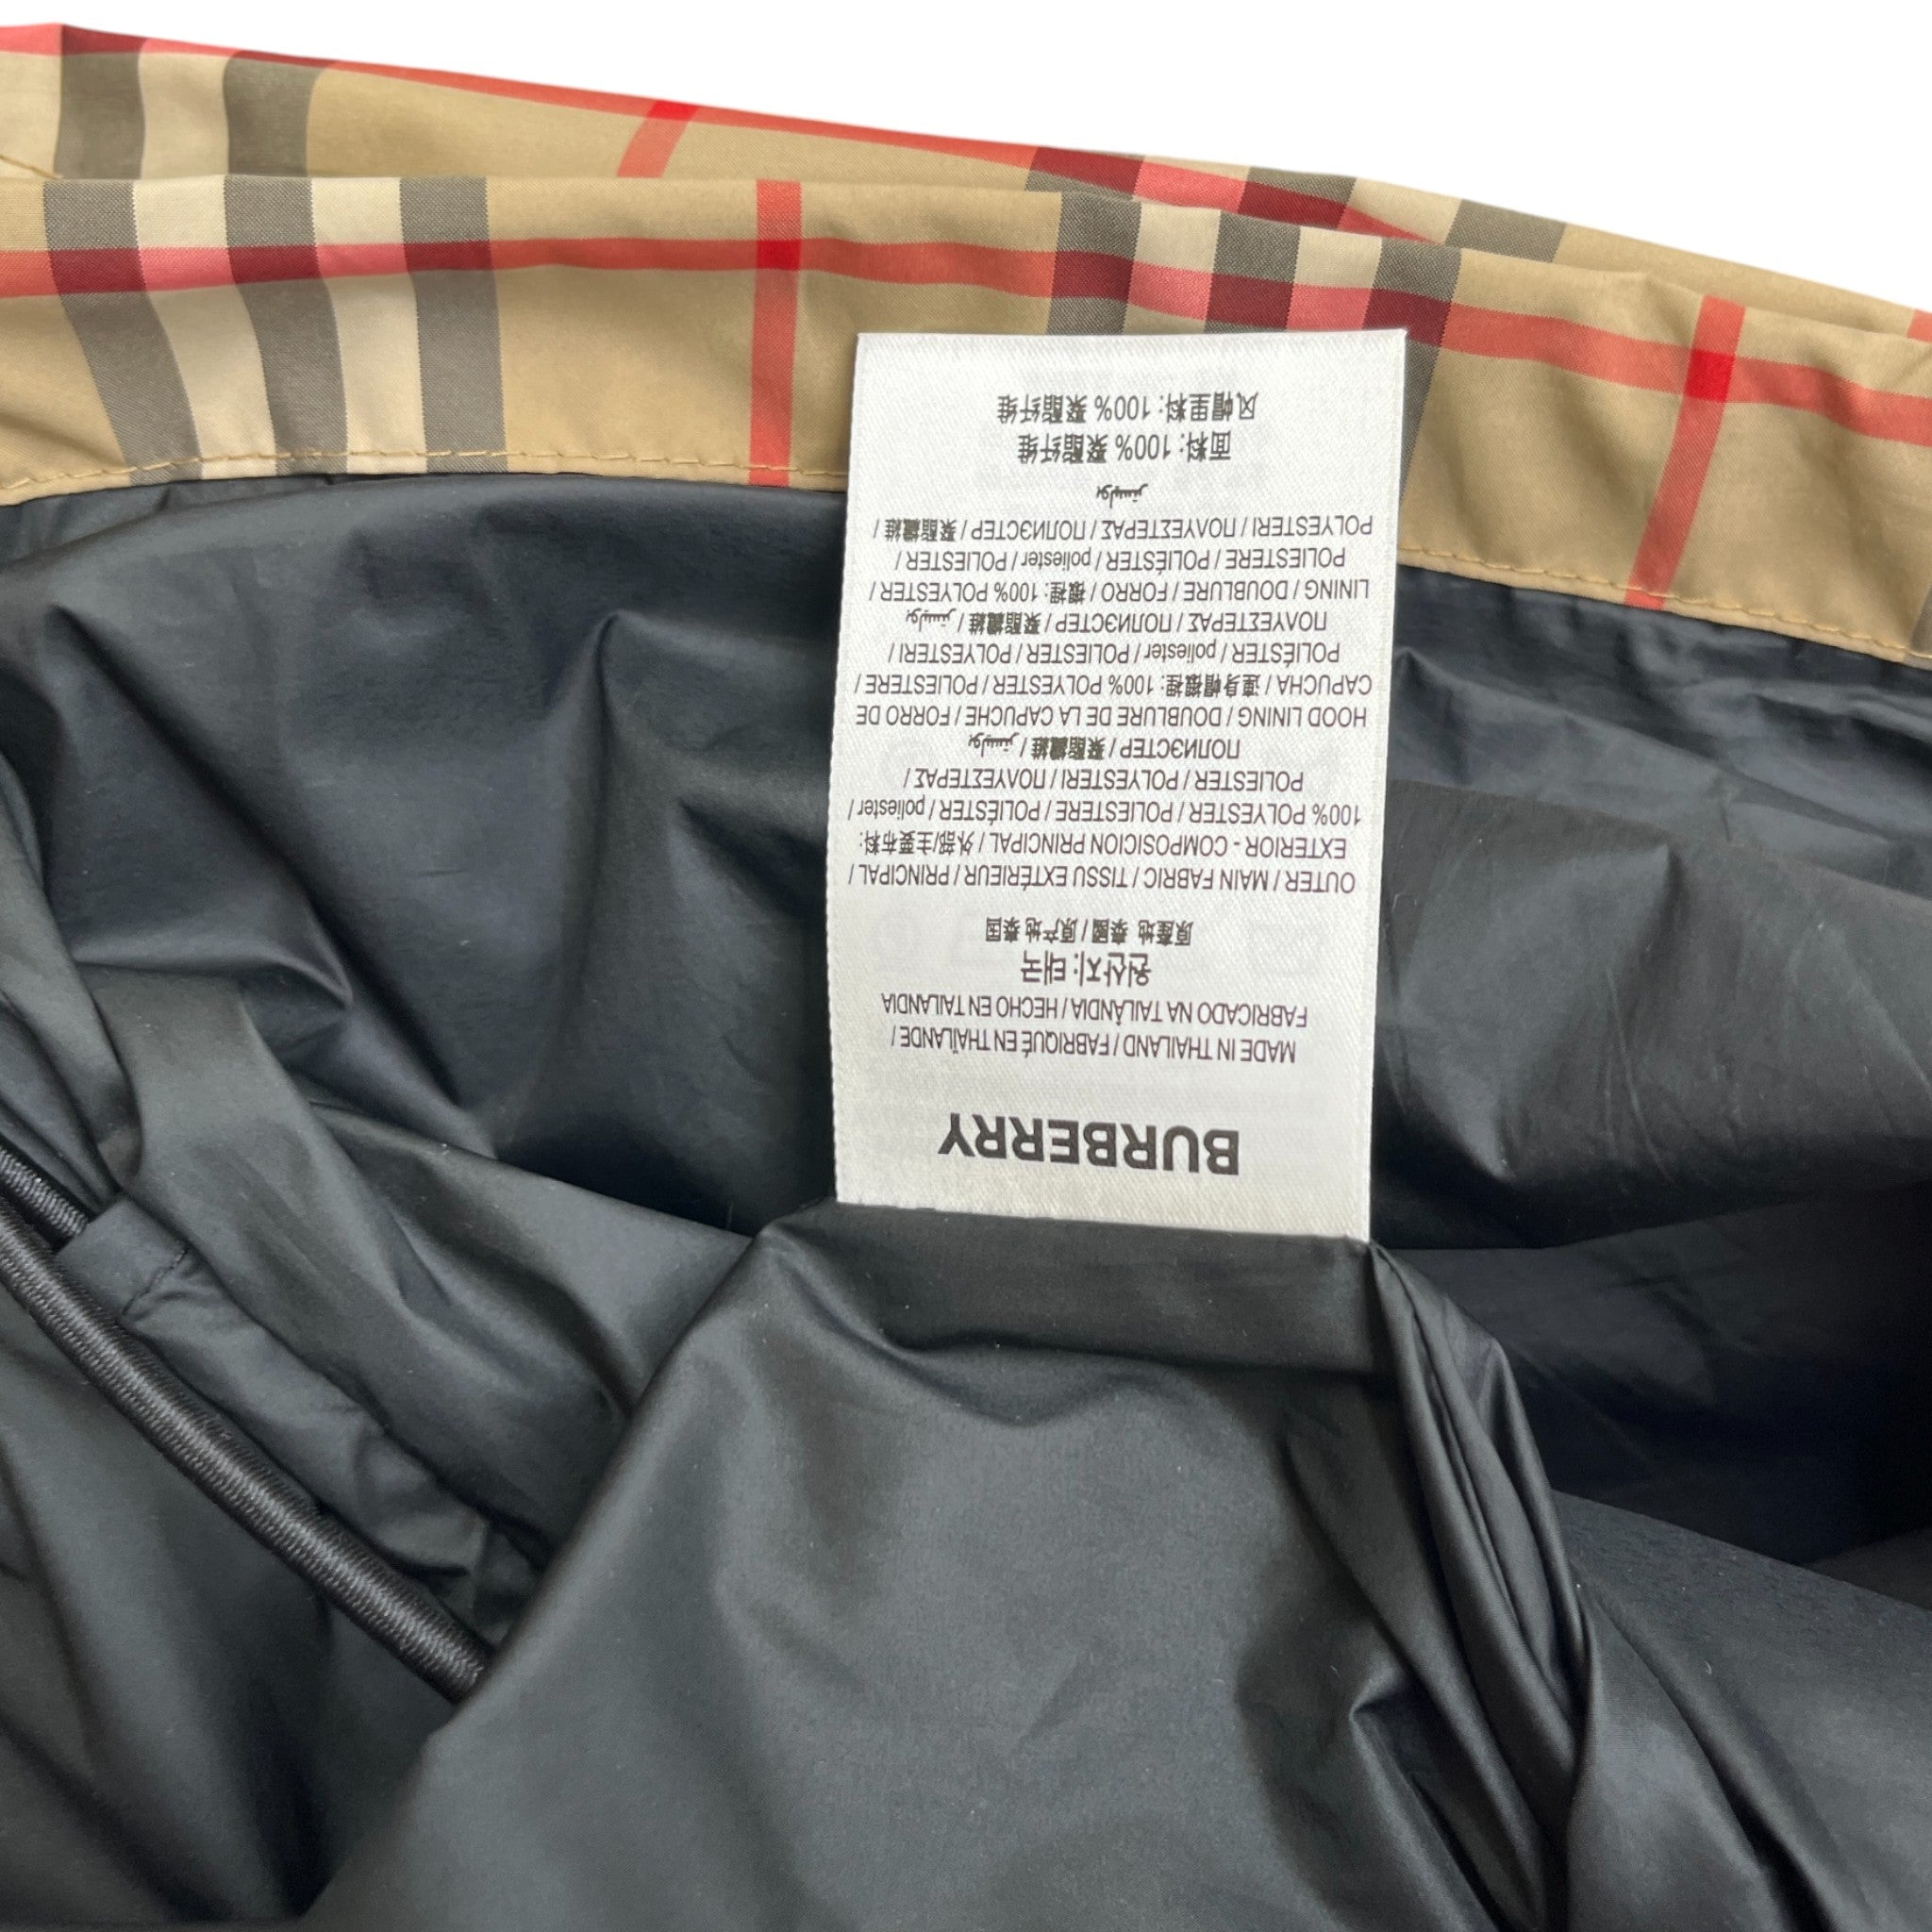 BURBERRY
MADE IN THAILAND / FABRIQUÉ EN THAÏLANDE /
FABRICADO NA TAILÂNDIA / HECHO EN TAILANDIA
원산지: 태국
原產地 泰國 / 原产地 泰国
OUTER / MAIN FABRIC / TISSU EXTÉRIEUR / PRINCIPAL /
EXTERIOR - COMPOSICION PRINCIPAL / 外部/主要布料:
100% POLYESTER / POLIESTERE / POLIÉSTER / poliester /
POLIESTER / POLYESTERI / ΠΟΛΥΕΣΤΕΡΑΣ /
ПОЛИЭСТЕР / 聚酯纖維 / بوليستر
HOOD LINING / DOUBLURE DE LA CAPUCHE / FORRO DE
CAPUCHA / 連身帽襯裡: 100% POLYESTER / POLIESTERE /
POLIÉSTER / poliester / POLIESTER / POLYESTERI /
ΠΟΛΥΕΣΤΕΡΑΣ / ПОЛИЭСТЕР / 聚酯纖維 / بوليستر
LINING / DOUBLURE / FORRO / 襯裡: 100% POLYESTER /
POLIESTERE / POLIÉSTER / poliester / POLIESTER /
POLYESTERI / ΠΟΛΥΕΣΤΕΡΑΣ / ПОЛИЭСТЕР / 聚酯纖維 /
بوليستر
面料: 100% 聚酯纤维
风帽里料: 100% 聚酯纤维